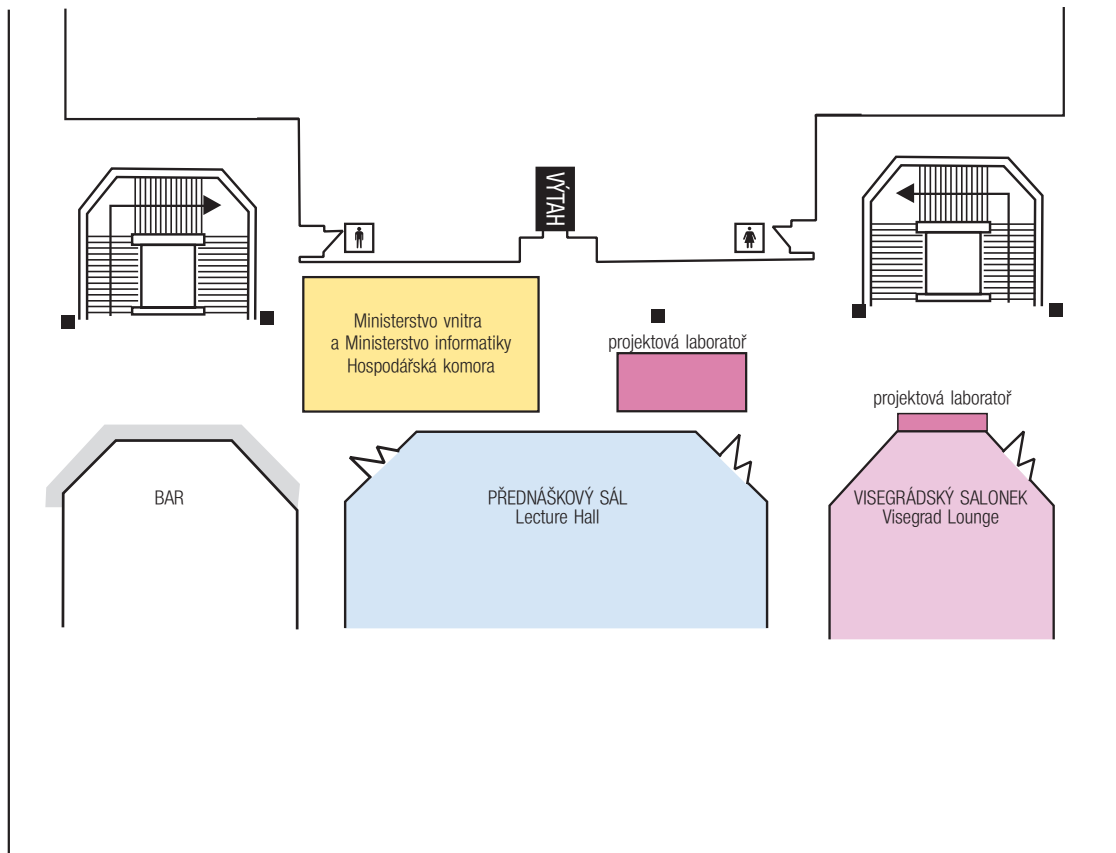 VÝTAH
Ministerstvo vnitra
a Ministerstvo informatiky
Hospodářská komora
projektová laboratoř
projektová laboratoř
BAR
PŘEDNÁŠKOVÝ SÁL
Lecture Hall
VISEGRÁDSKÝ SALONEK
Visegrad Lounge